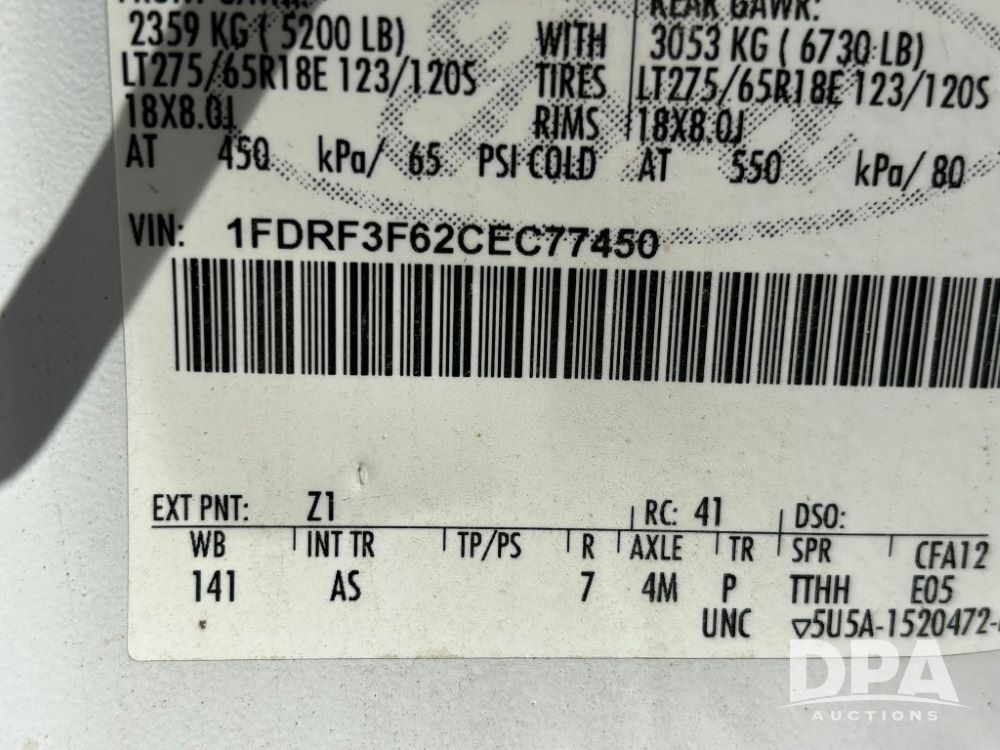 REAR GAWR:
2359 KG ( 5200 LB) WITH 3053 KG ( 6730 LB)
LT275/65R18E 123/120S TIRES LT275/65R18E 123/120S
18X8.0J RIMS 18X8.0J
AT 450 kPa/ 65 PSI COLD AT 550 kPa/ 80
VIN: 1FDRF3F62CEC77450
EXT PNT: Z1 RC: 41 DSO:
WB INT TR TP/PS R AXLE TR SPR CFA12
141 AS 7 4M P TTHH E05
UNC ▽5U5A-1520472-
DPA
AUCTIONS